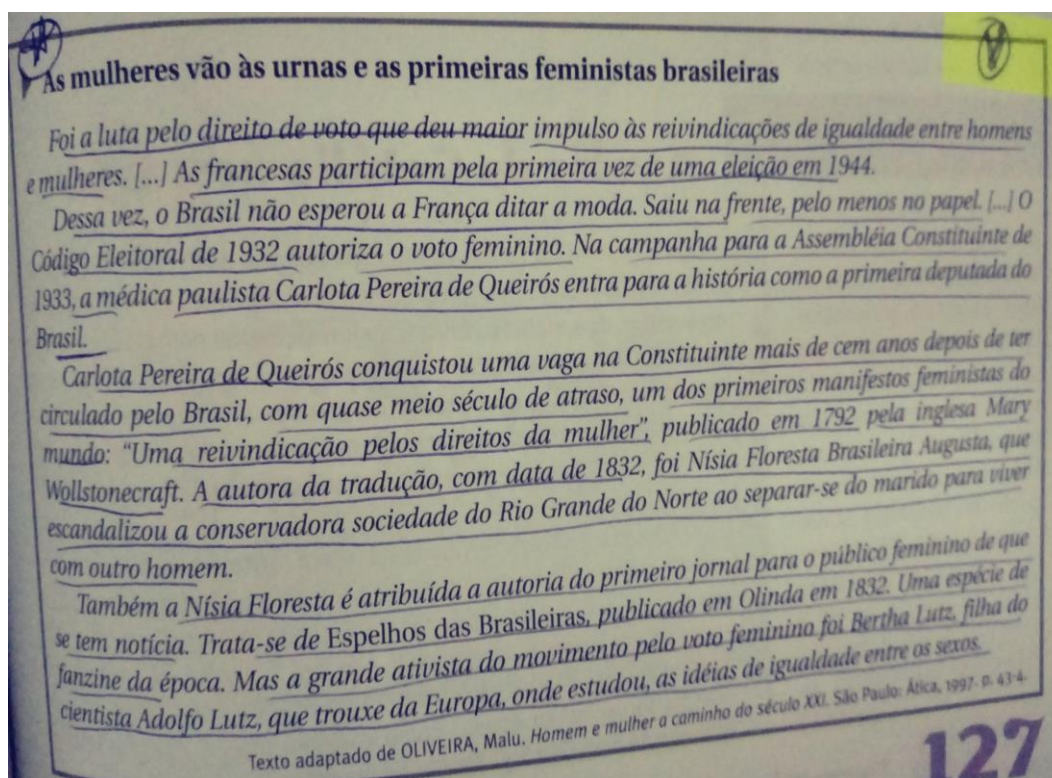 As mulheres vão às urnas e as primeiras feministas brasileiras
Foi a luta pelo direito de voto que deu maior impulso às reivindicações de igualdade entre homens
e mulheres. [...] As francesas participam pela primeira vez de uma eleição em 1944.
Dessa vez, o Brasil não esperou a França ditar a moda. Saiu na frente, pelo menos no papel. [...] O
Código Eleitoral de 1932 autoriza o voto feminino. Na campanha para a Assembléia Constituinte de
1933, a médica paulista Carlota Pereira de Queirós entra para a história como a primeira deputada do
Brasil.
Carlota Pereira de Queirós conquistou uma vaga na Constituinte mais de cem anos depois de ter
circulado pelo Brasil, com quase meio século de atraso, um dos primeiros manifestos feministas do
mundo: “Uma reivindicação pelos direitos da mulher”, publicado em 1792 pela inglesa Mary
Wollstonecraft. A autora da tradução, com data de 1832, foi Nísia Floresta Brasileira Augusta, que
escandalizou a conservadora sociedade do Rio Grande do Norte ao separar-se do marido para viver
com outro homem.
Também a Nísia Floresta é atribuída a autoria do primeiro jornal para o público feminino de que
se tem notícia. Trata-se de Espelhos das Brasileiras, publicado em Olinda em 1832. Uma espécie de
fanzine da época. Mas a grande ativista do movimento pelo voto feminino foi Bertha Lutz, filha do
cientista Adolfo Lutz, que trouxe da Europa, onde estudou, as idéias de igualdade entre os sexos.
Texto adaptado de OLIVEIRA, Malu. Homem e mulher a caminho do século XXI. São Paulo: Ática, 1997. p. 43-4.
127